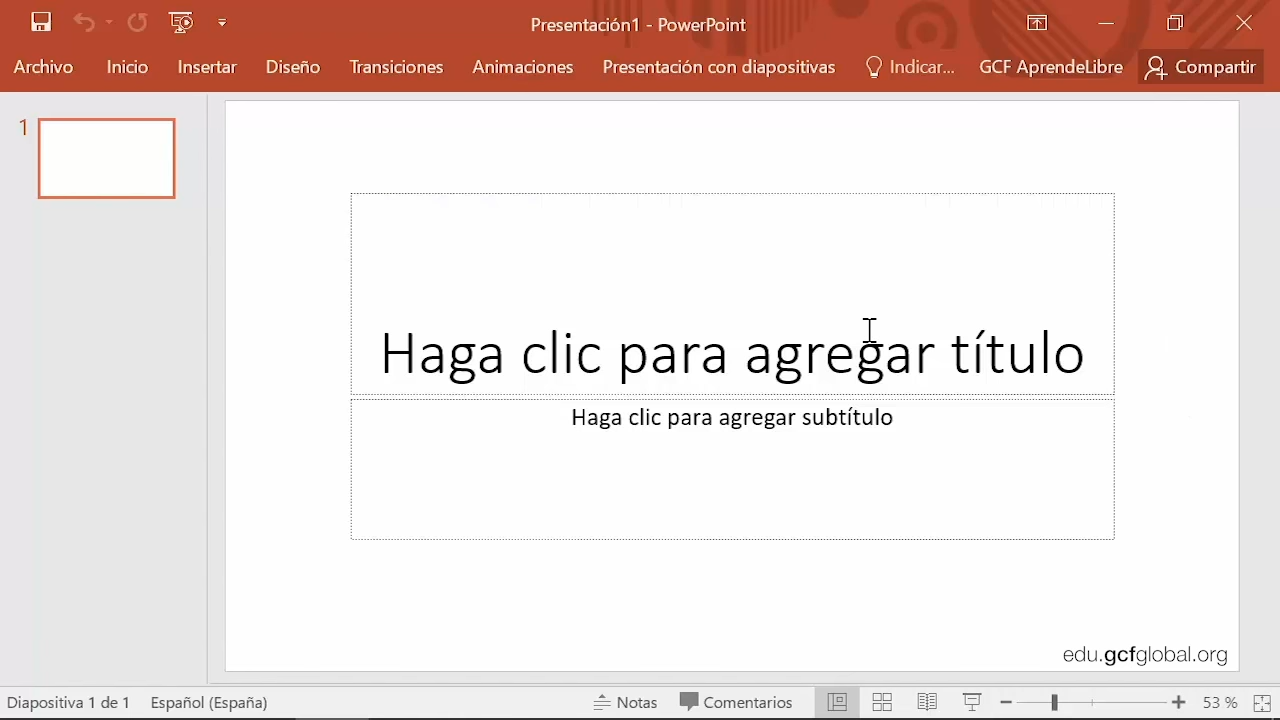 Presentación1 - PowerPoint
Archivo Inicio Insertar Diseño Transiciones Animaciones Presentación con diapositivas Indicar... GCF AprendeLibre Compartir
1
Haga clic para agregar título
Haga clic para agregar subtítulo
edu.gcfglobal.org
Diapositiva 1 de 1 Español (España) Notas Comentarios 53 %